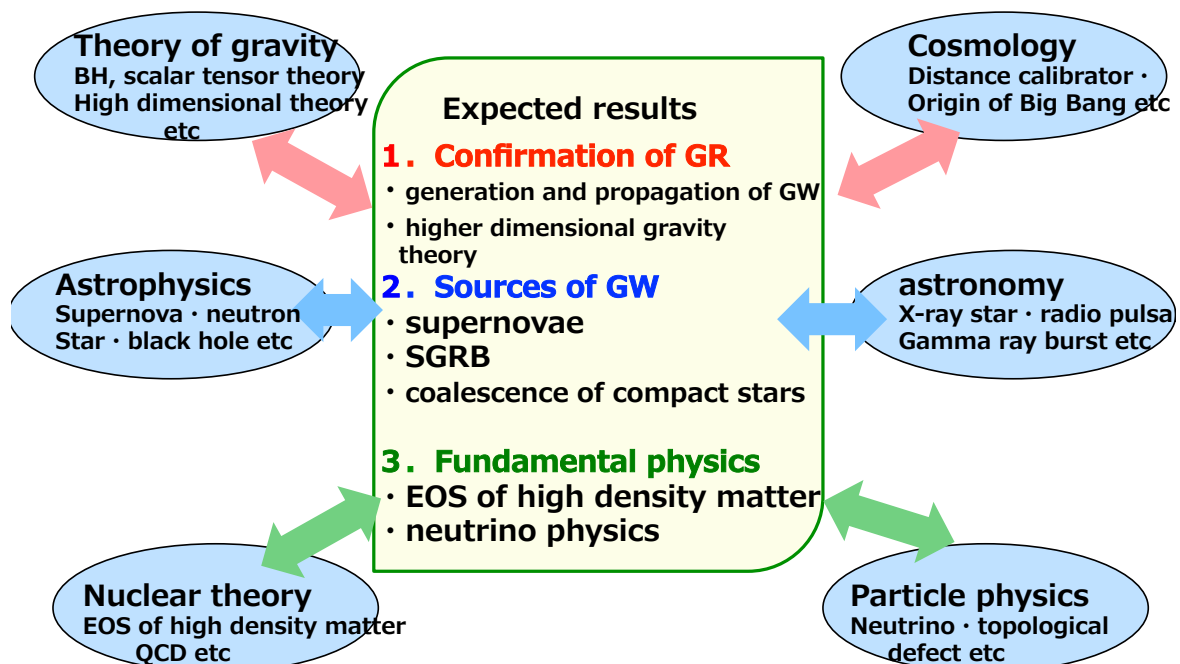 Theory of gravity
BH, scalar tensor theory
High dimensional theory
etc
Cosmology
Distance calibrator・
Origin of Big Bang etc
Expected results
1. Confirmation of GR
・generation and propagation of GW
・higher dimensional gravity
theory
2. Sources of GW
・supernovae
・SGRB
・coalescence of compact stars
3. Fundamental physics
・EOS of high density matter
・neutrino physics
Astrophysics
Supernova・neutron
Star・black hole etc
astronomy
X-ray star・radio pulsa
Gamma ray burst etc
Nuclear theory
EOS of high density matter
QCD etc
Particle physics
Neutrino・topological
defect etc